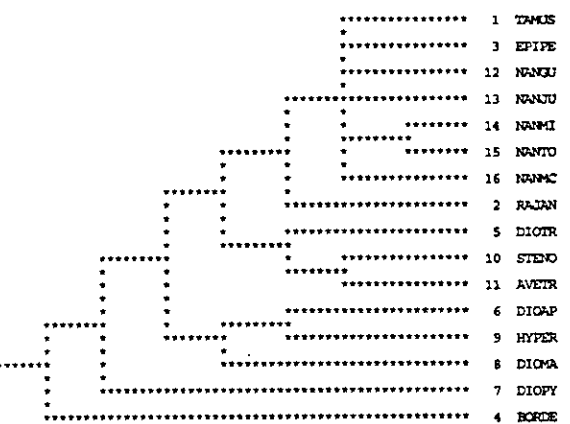 1 TAMUS
3 EPIPE
12 NANGU
13 NANJU
14 NANMI
15 NANTO
16 NANMC
2 RAJAN
5 DIOTR
10 STENO
11 AVETR
6 DIOAP
9 HYPER
8 DIOMA
7 DIOPY
4 BORDE